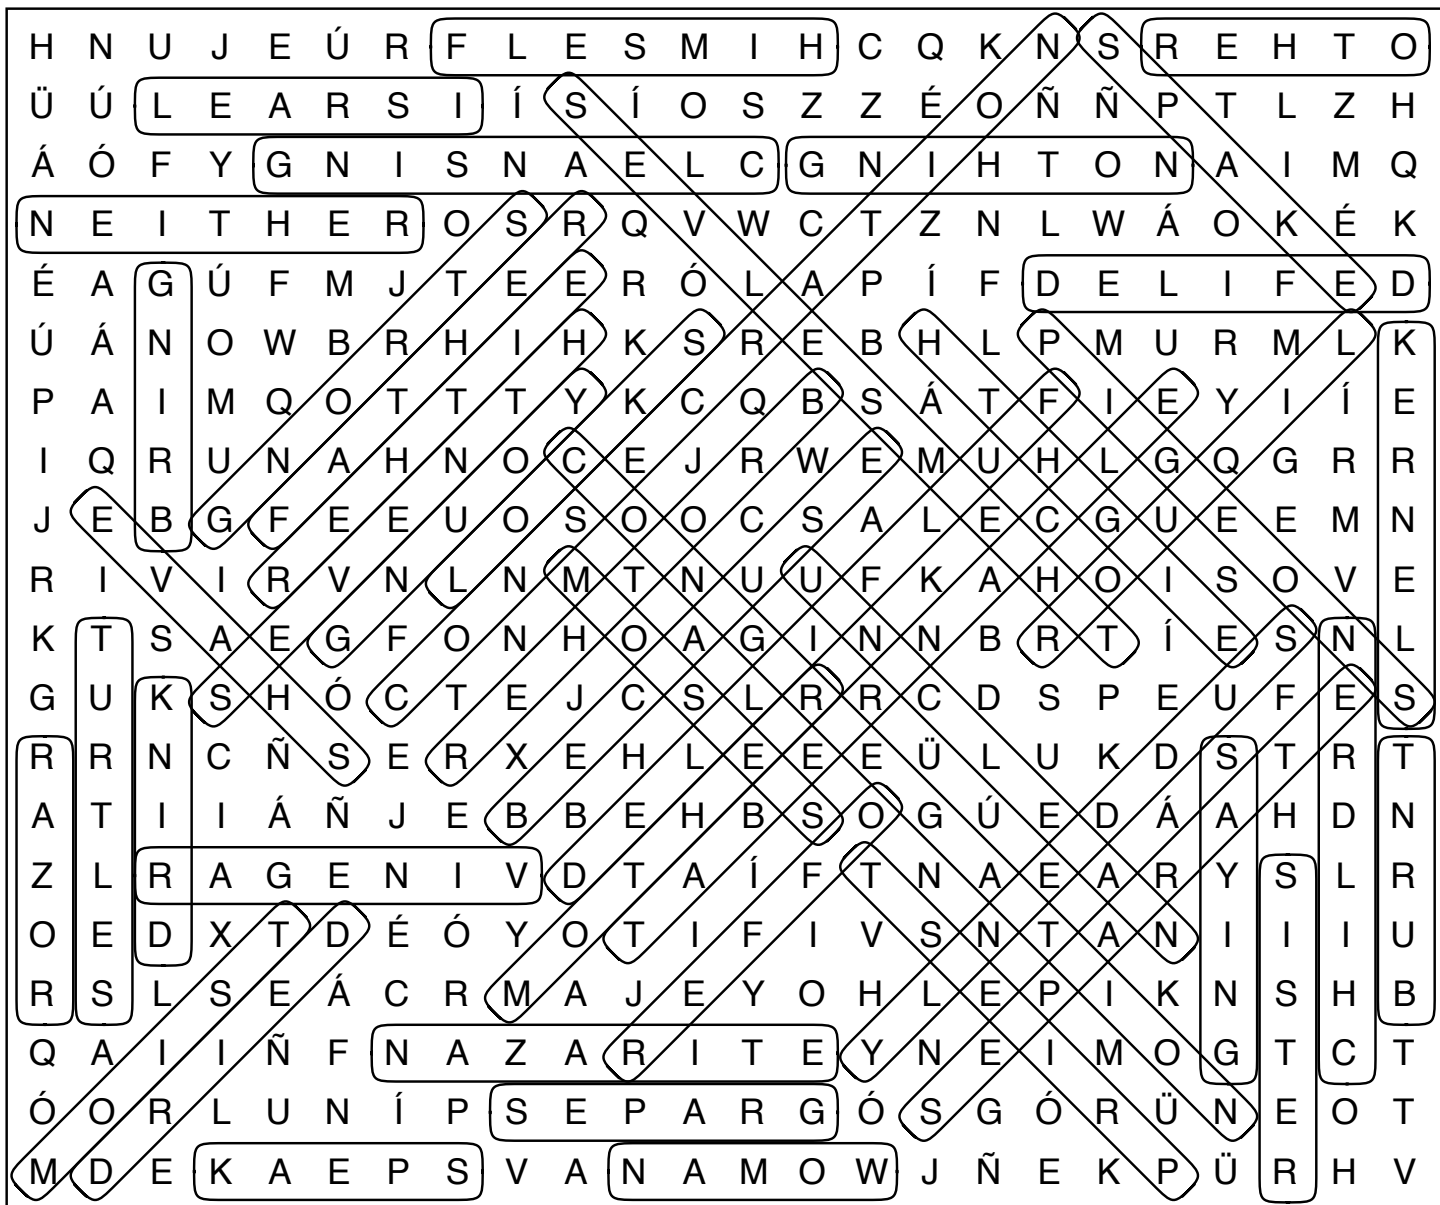 H N U J E Ú R F L E S M I H C Q K N S R E H T O
Ü Ú L E A R S I Í S Í O S Z Z É O Ñ Ñ P T L Z H
Á Ó F Y G N I S N A E L C G N I H T O N A I M Q
N E I T H E R O S R Q V W C T Z N L W Á O K É K
É A G Ú F M J T E E R Ó L A P Í F D E L I F E D
Ú Á N O W B R H I H K S R E B H L P M U R M L K
P A I M Q O T T T Y K C Q B S Á T F I E Y I Í E
I Q R U N A H N O C E J R W E M U H L G Q G R R
J E B G F E E U O S O O C S A L E C G U E E M N
R I V I R V N L N M T N U U F K A H O I S O V E
K T S A E G F O N H O A G I N N B R T Í E S N L
G U K S H Ó C T E J C S L R R C D S P E U F E S
R R N C Ñ S E R X E H L E E E Ü L U K D S T R T
A T I I Á Ñ J E B B E H B S O G Ú E D Á A H D N
Z L R A G E N I V D T A Í F T N A E A R Y S L R
O E D X T D É Ó Y O T I F I V S N T A N I I I U
R S L S E Á C R M A J E Y O H L E P I K N S H B
Q A I I Ñ F N A Z A R I T E Y N E I M O G T C T
Ó O R L U N Í P S E P A R G Ó S G Ó R Ü N E O T
M D E K A E P S V A N A M O W J Ñ E K P Ü R H V